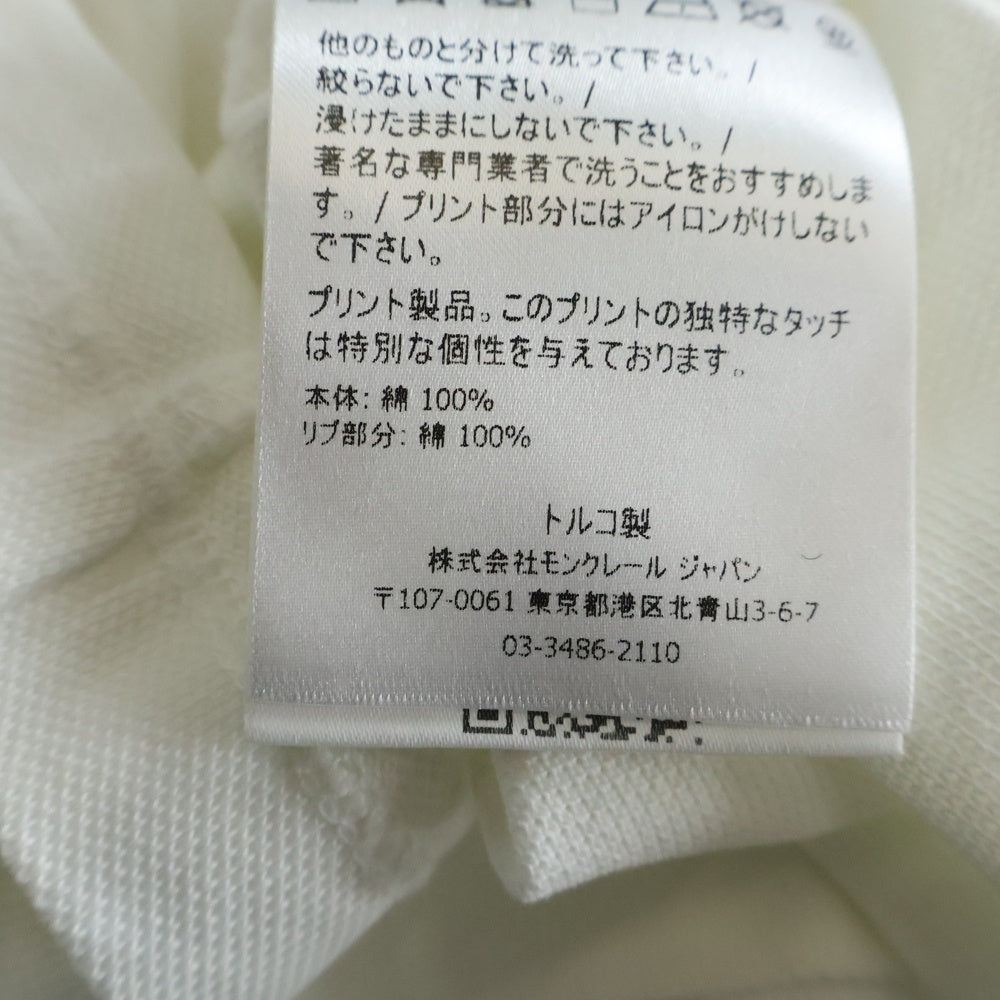 他のものと分けて洗って下さい。/
絞らないで下さい。/
浸けたままにしないで下さい。/
著名な専門業者で洗うことをおすすめしま
す。/ プリント部分にはアイロンがけしない
で下さい。
プリント製品。このプリントの独特なタッチ
は特別な個性を与えております。
本体: 綿 100%
リブ部分: 綿 100%
トルコ製
株式会社モンクレール ジャパン
〒107-0061 東京都港区北青山3-6-7
03-3486-2110